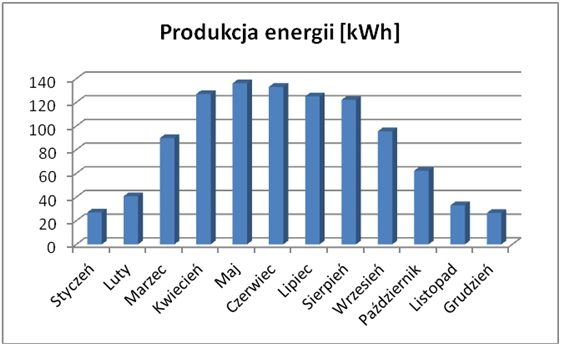 Produkcja energii [kWh]
140
120
100
80
60
40
20
0
Styczeń
Luty
Marzec
Kwiecień
Maj
Czerwiec
Lipiec
Sierpień
Wrzesień
Październik
Listopad
Grudzień